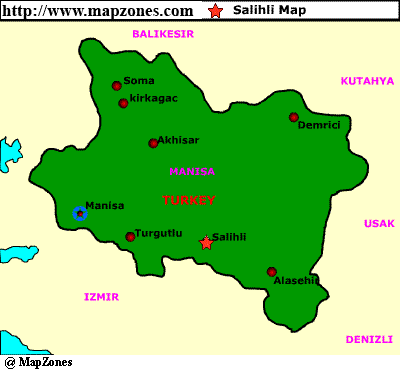 http://www.mapzones.com
Salihli Map
BALIKESIR
Soma
KUTAHYA
kirkagac
Demrici
Akhisar
MANISA
TURKEY
Manisa
USAK
Turgutlu
Salihli
Alasehir
IZMIR
DENIZLI
@ MapZones